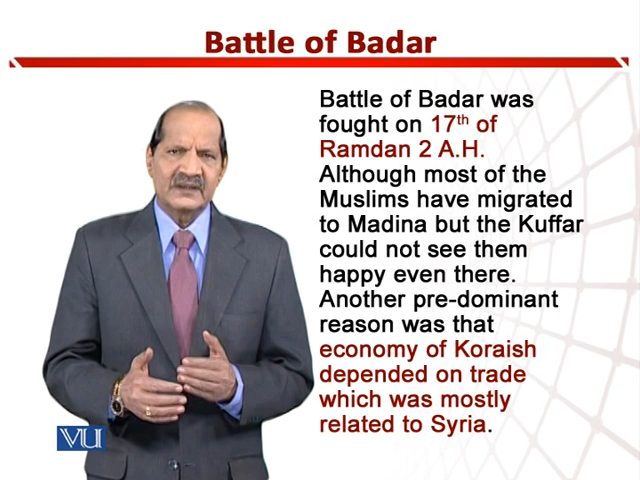 Battle of Badar
Battle of Badar was
fought on 17th of
Ramdan 2 A.H.
Although most of the
Muslims have migrated
to Madina but the Kuffar
could not see them
happy even there.
Another pre-dominant
reason was that
economy of Koraish
depended on trade
which was mostly
related to Syria.
VU